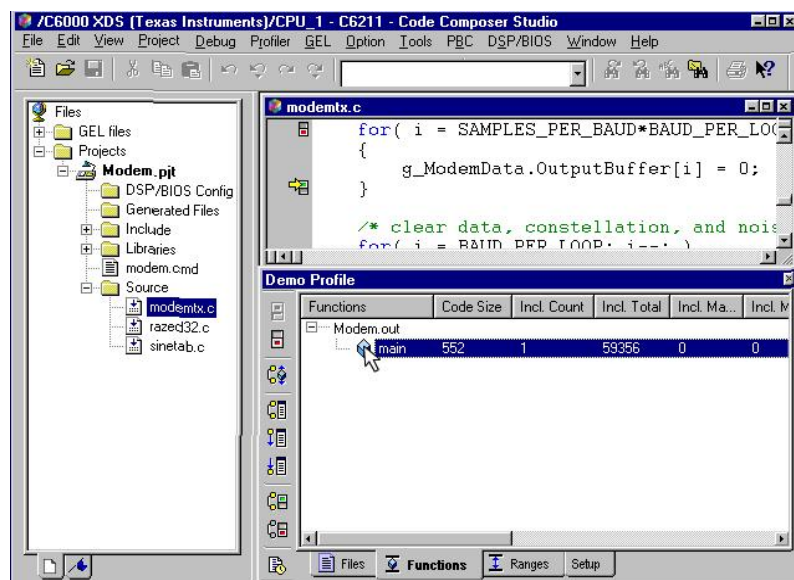 /C6000 XDS (Texas Instruments)/CPU_1 - C6211 - Code Composer Studio
File Edit View Project Debug Profiler GEL Option Tools PBC DSP/BIOS Window Help
Files
GEL files
Projects
Modem.pjt
DSP/BIOS Config
Generated Files
Include
Libraries
modem.cmd
Source
modemtx.c
razed32.c
sinetab.c
modemtx.c
for( i = SAMPLES_PER_BAUD*BAUD_PER_LOO
{
g_ModemData.OutputBuffer[i] = 0;
}
/* clear data, constellation, and nois
for( i = BAUD_PER_LOOP; i--; )
Demo Profile
Functions Code Size Incl. Count Incl. Total Incl. Ma... Incl. M
Modem.out
main 552 1 59356 0 0
Files Functions Ranges Setup